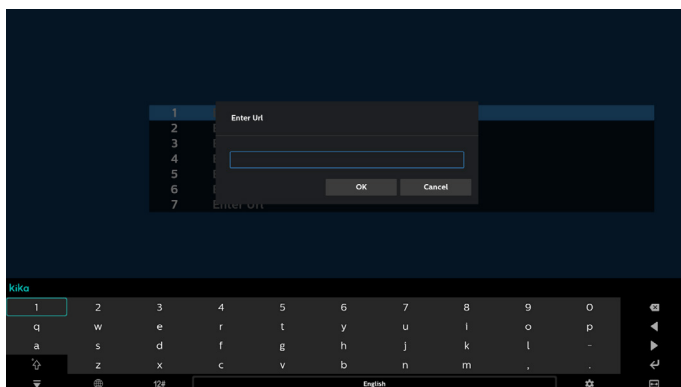 1
Enter Url
2
3
4
5
6
7 Enter Url
OK Cancel
kika
1 2 3 4 5 6 7 8 9 0
q w e r t y u i o p
a s d f g h j k l -
z x c v b n m , .
12# English